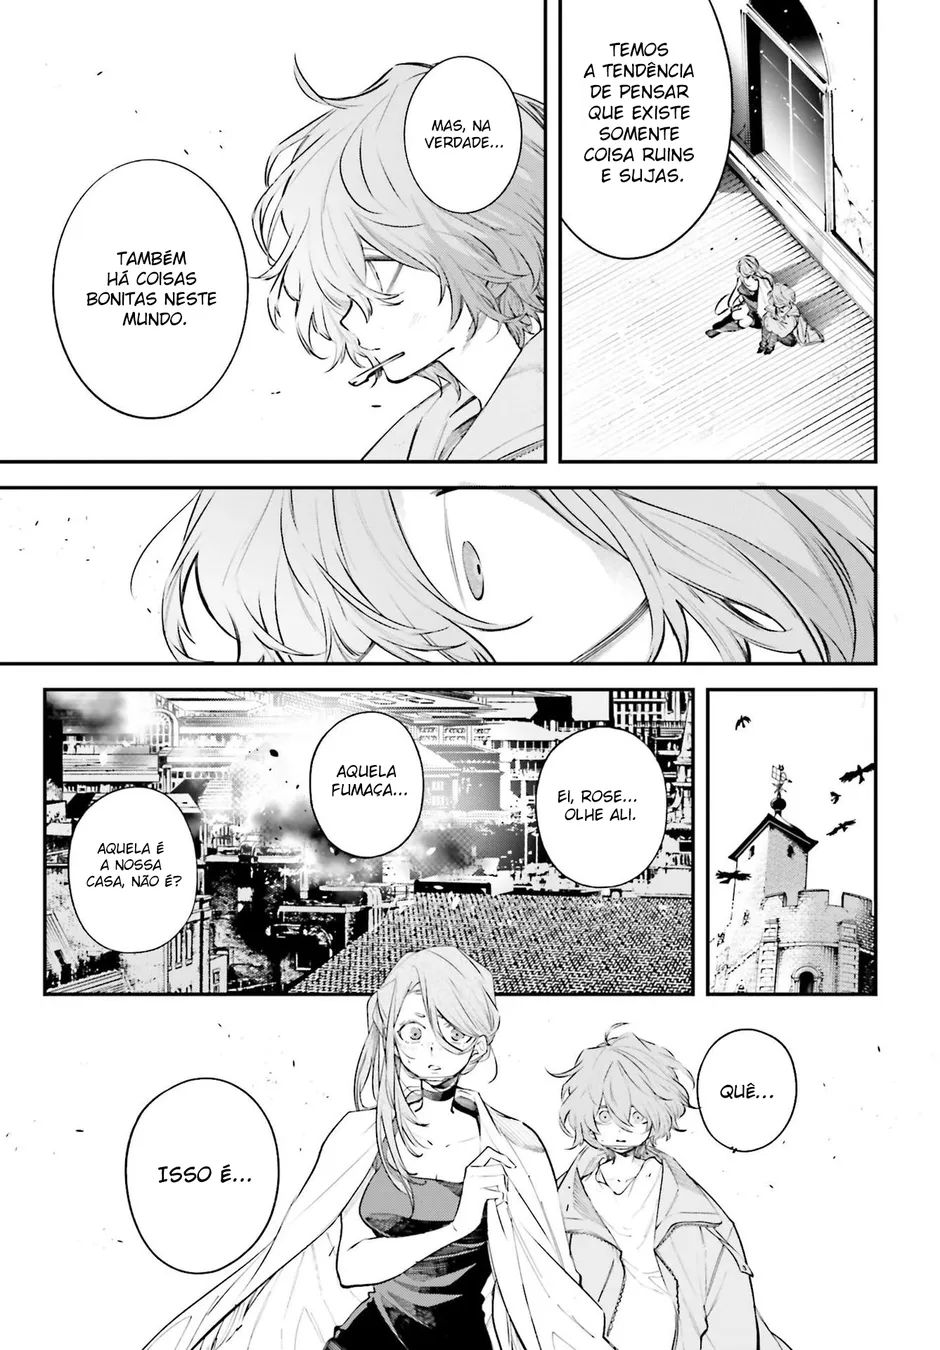 TEMOS
A TENDÊNCIA
DE PENSAR
QUE EXISTE
SOMENTE
COISA RUINS
E SUJAS.
MAS, NA
VERDADE...
TAMBÉM
HÁ COISAS
BONITAS NESTE
MUNDO.
EI, ROSE...
OLHE ALI.
AQUELA
FUMAÇA...
AQUELA É
A NOSSA
CASA, NÃO É?
QUÊ...
ISSO É...